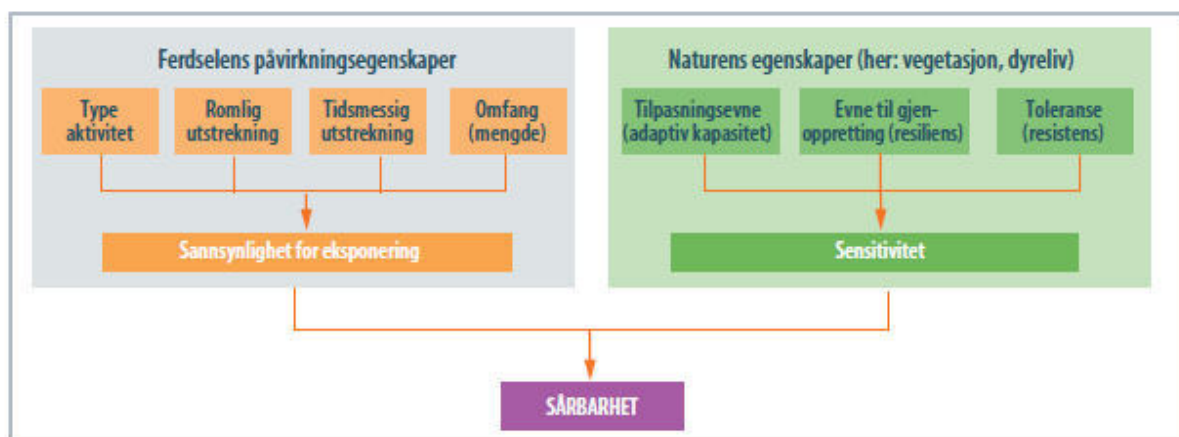 Ferdselens påvirkningsegenskaper
Type
aktivitet
Romlig
utstrekning
Tidsmessig
utstrekning
Omfang
(mengde)
Sannsynlighet for eksponering
Naturens egenskaper (her: vegetasjon, dyreliv)
Tilpasningsevne
(adaptiv kapasitet)
Evne til gjen-
oppretting (resiliens)
Toleranse
(resistens)
Sensitivitet
SÅRBARHET